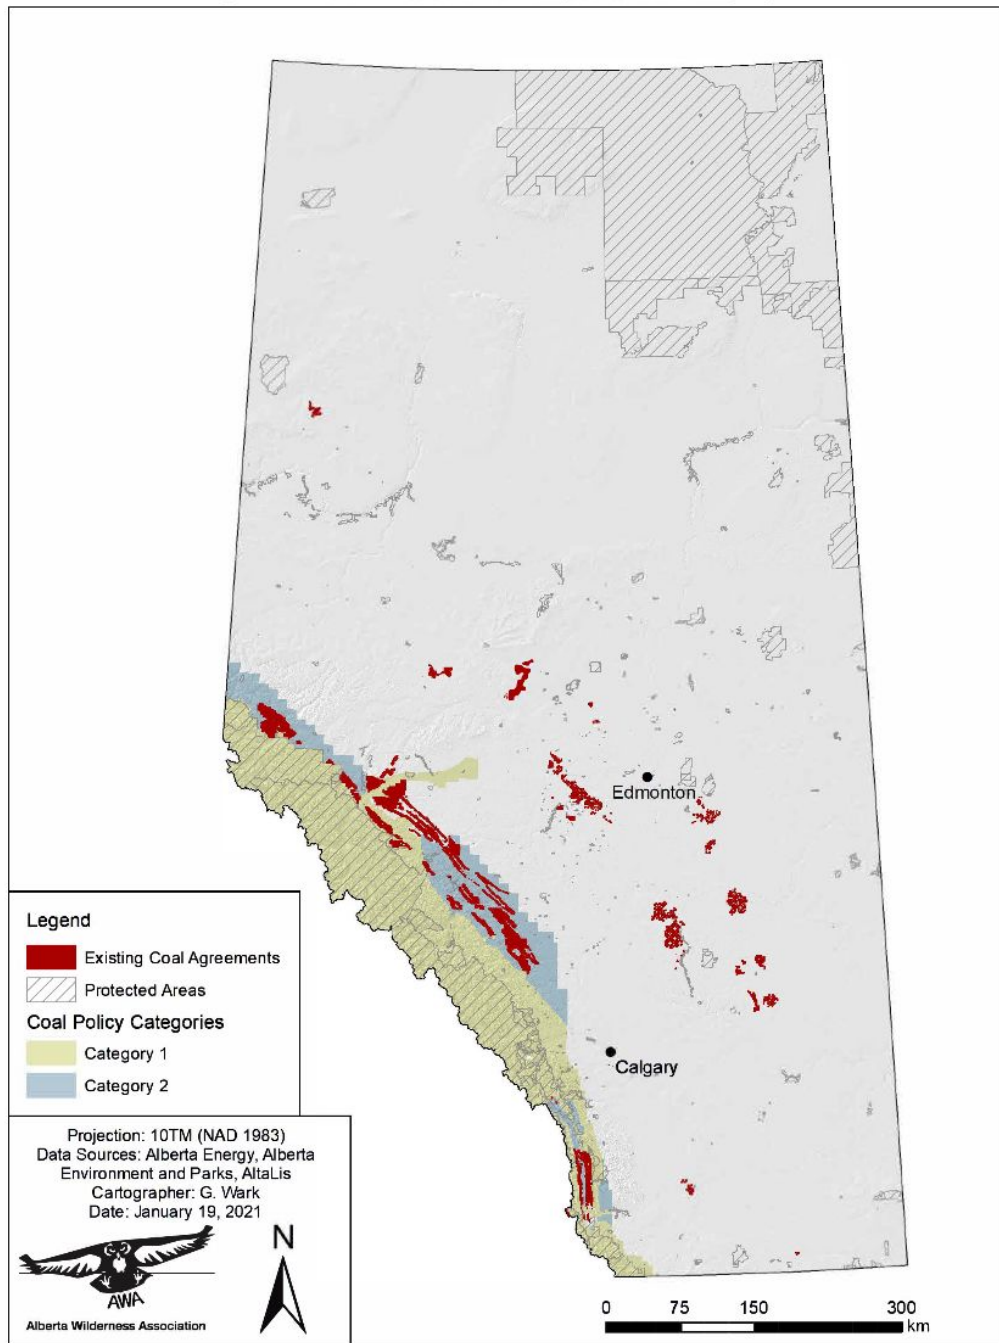 Edmonton
Calgary
Legend
Existing Coal Agreements
Protected Areas
Coal Policy Categories
Category 1
Category 2
Projection: 10TM (NAD 1983)
Data Sources: Alberta Energy, Alberta
Environment and Parks, AltaLis
Cartographer: G. Wark
Date: January 19, 2021
AWA
Alberta Wilderness Association
N
0 75 150 300
km